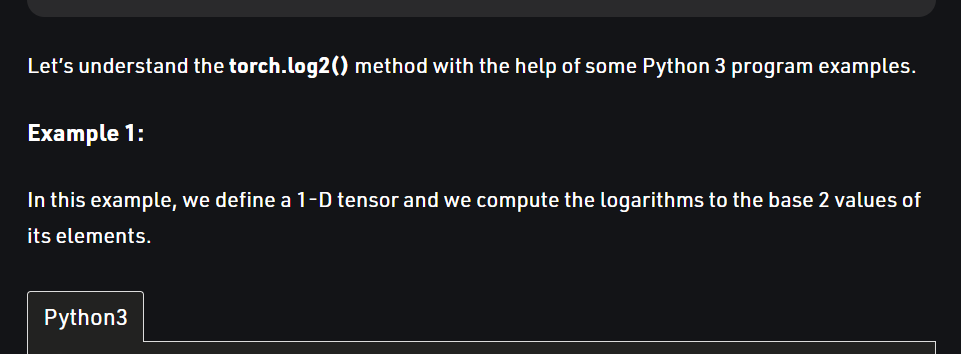 Let's understand the torch.log2() method with the help of some Python 3 program examples.
Example 1:
In this example, we define a 1-D tensor and we compute the logarithms to the base 2 values of
its elements.
Python3